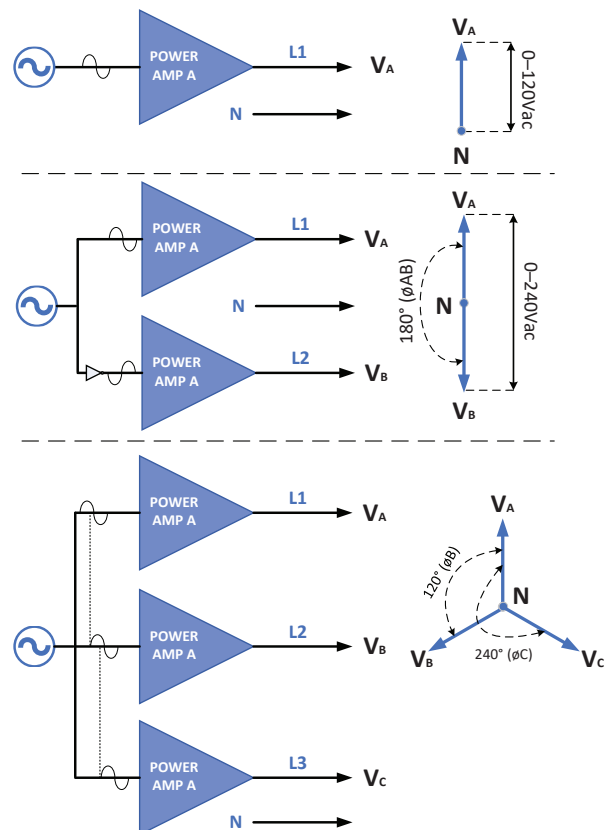 POWER
AMP A
L1
VA
N
VA
0–120Vac
N
POWER
AMP A
L1
VA
N
POWER
AMP A
L2
VB
VA
180° (øAB)
N
0–240Vac
VB
POWER
AMP A
L1
VA
POWER
AMP A
L2
VB
POWER
AMP A
L3
VC
N
VA
120° (øB)
N
VB
240° (øC)
VC